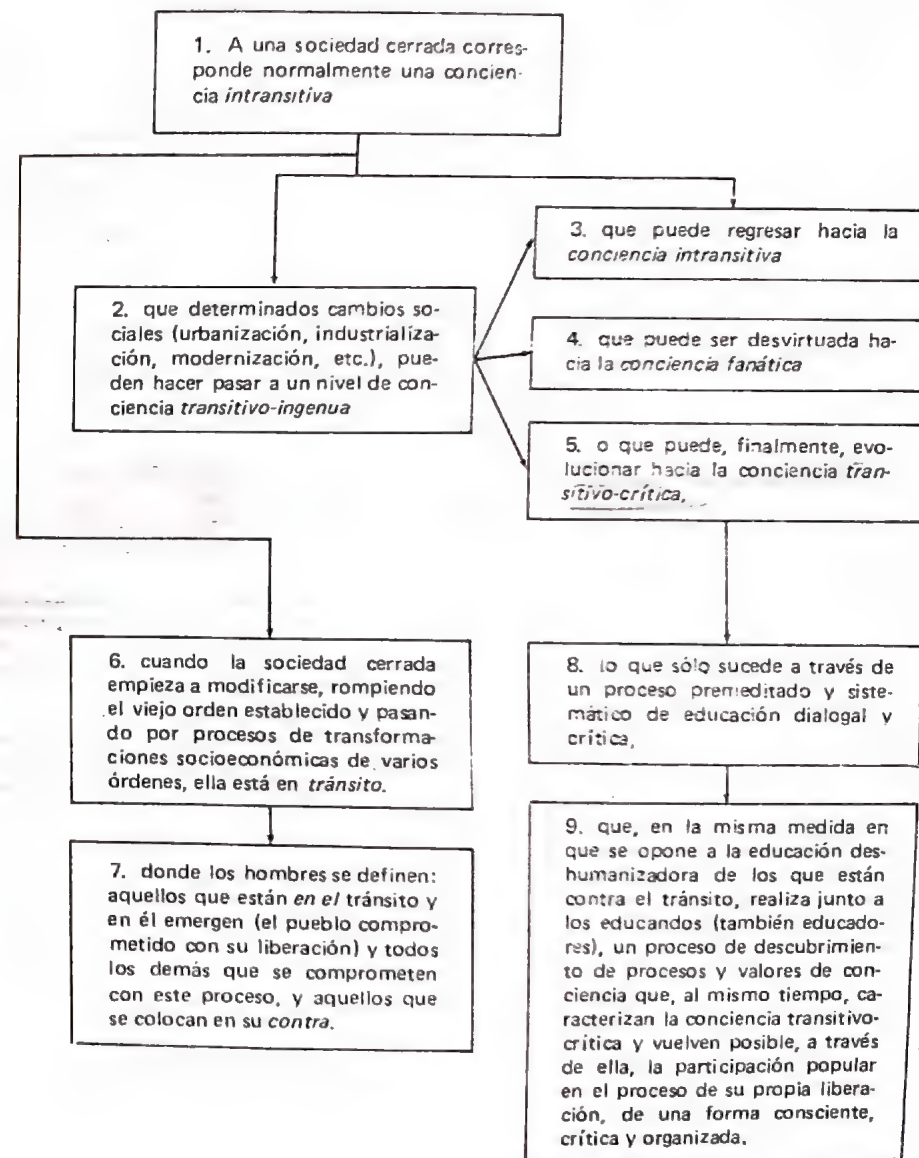 1. A una sociedad cerrada corres-
ponde normalmente una concien-
cia intransitiva
2. que determinados cambios so-
ciales (urbanización, industrializa-
ción, modernización, etc.), pue-
den hacer pasar a un nivel de con-
ciencia transitivo-ingenua
3. que puede regresar hacia la
conciencia intransitiva
4. que puede ser desvirtuada ha-
cia la conciencia fanática
5. o que puede, finalmente, evo-
lucionar hacia la conciencia tran-
sitivo-crítica,
6. cuando la sociedad cerrada
empieza a modificarse, rompiendo
el viejo orden establecido y pasan-
do por procesos de transforma-
ciones socioeconómicas de varios
órdenes, ella está en tránsito.
7. donde los hombres se definen:
aquellos que están en el tránsito y
en él emergen (el pueblo compro-
metido con su liberación) y todos
los demás que se comprometen
con este proceso, y aquellos que
se colocan en su contra.
8. lo que sólo sucede a través de
un proceso premeditado y siste-
mático de educación dialogal y
crítica,
9. que, en la misma medida en
que se opone a la educación des-
humanizadora de los que están
contra el tránsito, realiza junto a
los educandos (también educado-
res), un proceso de descubrimien-
to de procesos y valores de con-
ciencia que, al mismo tiempo, ca-
racterizan la conciencia transitivo-
crítica y vuelven posible, a través
de ella, la participación popular
en el proceso de su propia libera-
ción, de una forma consciente,
crítica y organizada.